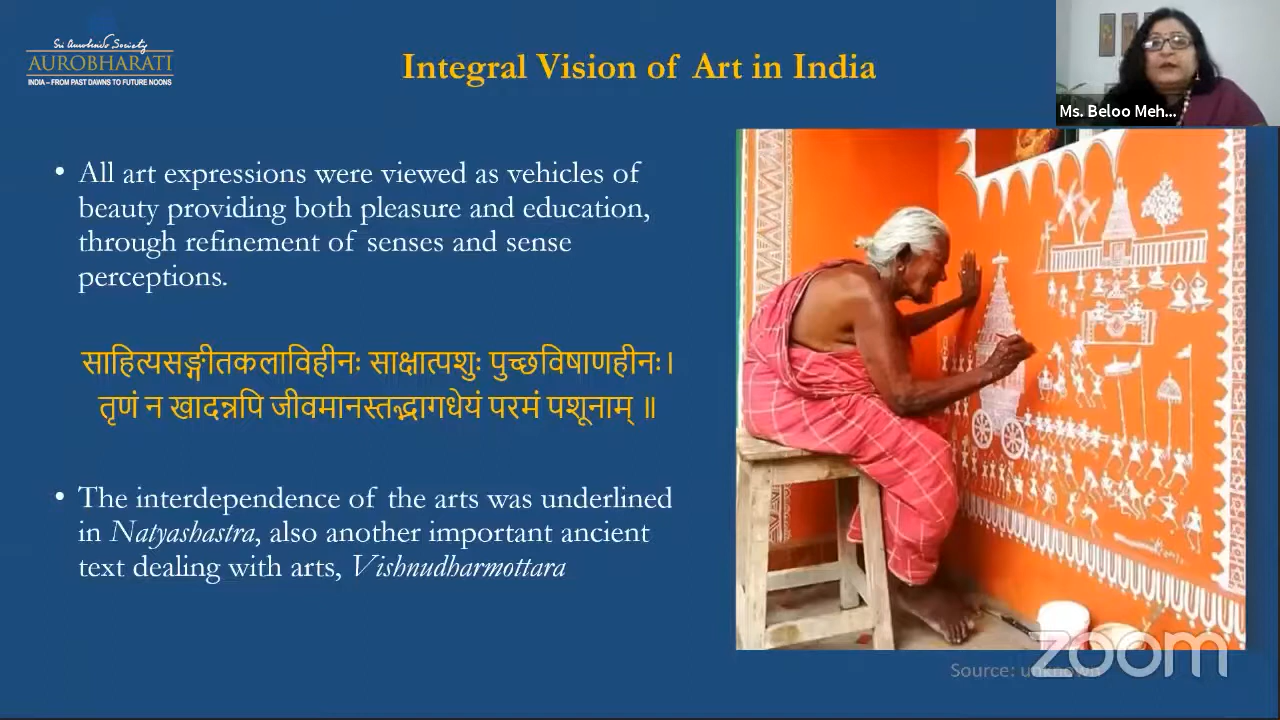 Sri Aurobindo Society
AUROBHARATI
INDIA – FROM PAST DAWNS TO FUTURE NOONS
Integral Vision of Art in India
Ms. Beloo Meh...
• All art expressions were viewed as vehicles of
beauty providing both pleasure and education,
through refinement of senses and sense
perceptions.
साहित्यसङ्गीतकलाविहीनः साक्षात्पशुः पुच्छविषाणहीनः।
तृणं न खादन्नपि जीवमानस्तद्भागधेयं परमं पशूनाम् ॥
• The interdependence of the arts was underlined
in Natyashastra, also another important ancient
text dealing with arts, Vishnudharmottara
Source: unknown
zoom